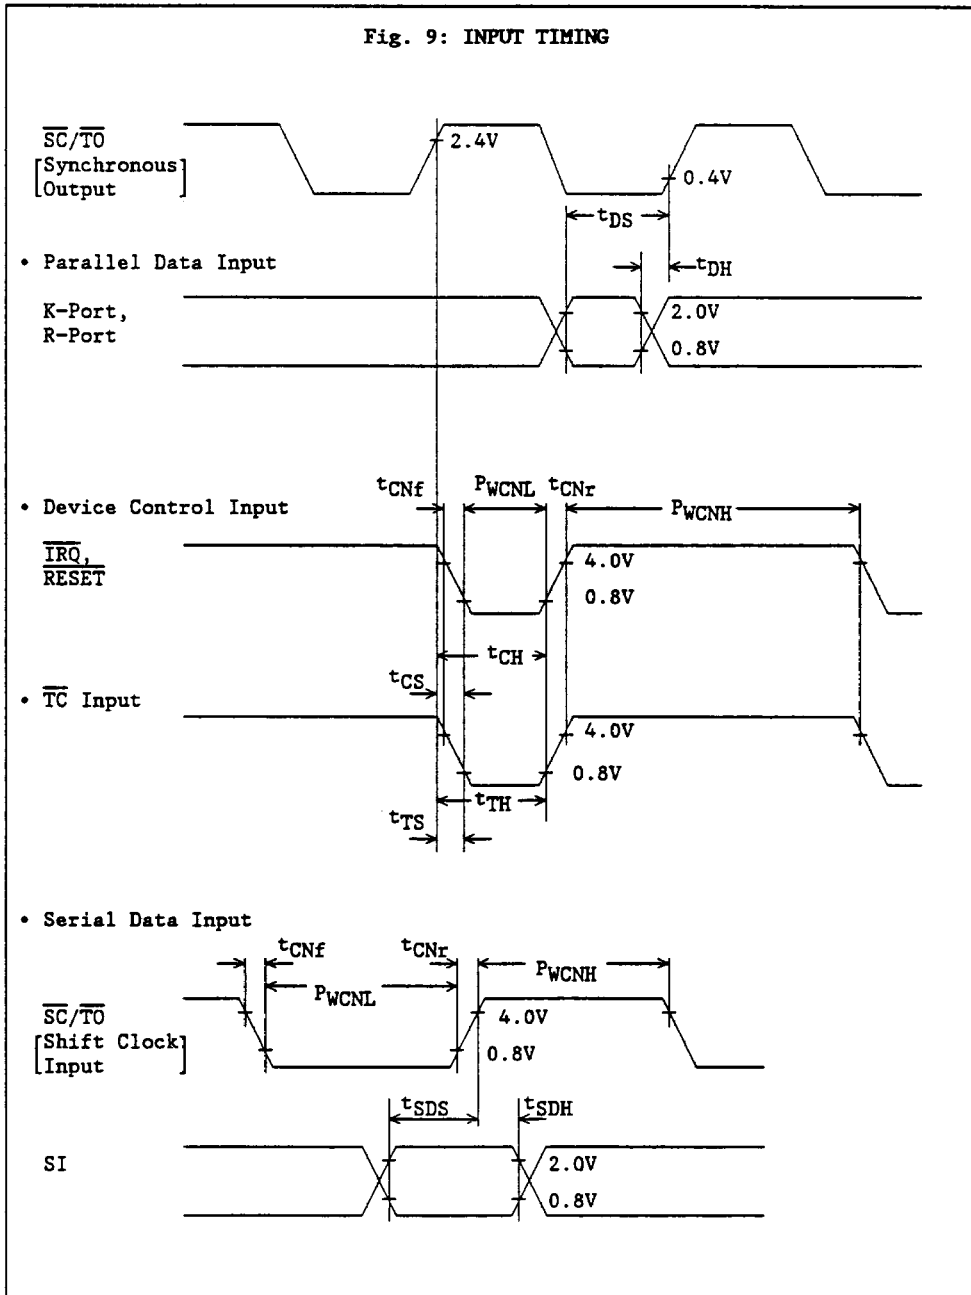 Fig. 9: INPUT TIMING
SC/TO
[Synchronous
Output]
2.4V
0.4V
tDS
• Parallel Data Input
tDH
K-Port,
R-Port
2.0V
0.8V
tCNf
PWCNL
tCNr
PWCNH
• Device Control Input
IRQ,
RESET
4.0V
0.8V
tCH
tCS
• TC Input
4.0V
0.8V
tTH
tTS
• Serial Data Input
tCNf
tCNr
PWCNH
PWCNL
SC/TO
[Shift Clock
Input]
4.0V
0.8V
tSDS
tSDH
SI
2.0V
0.8V